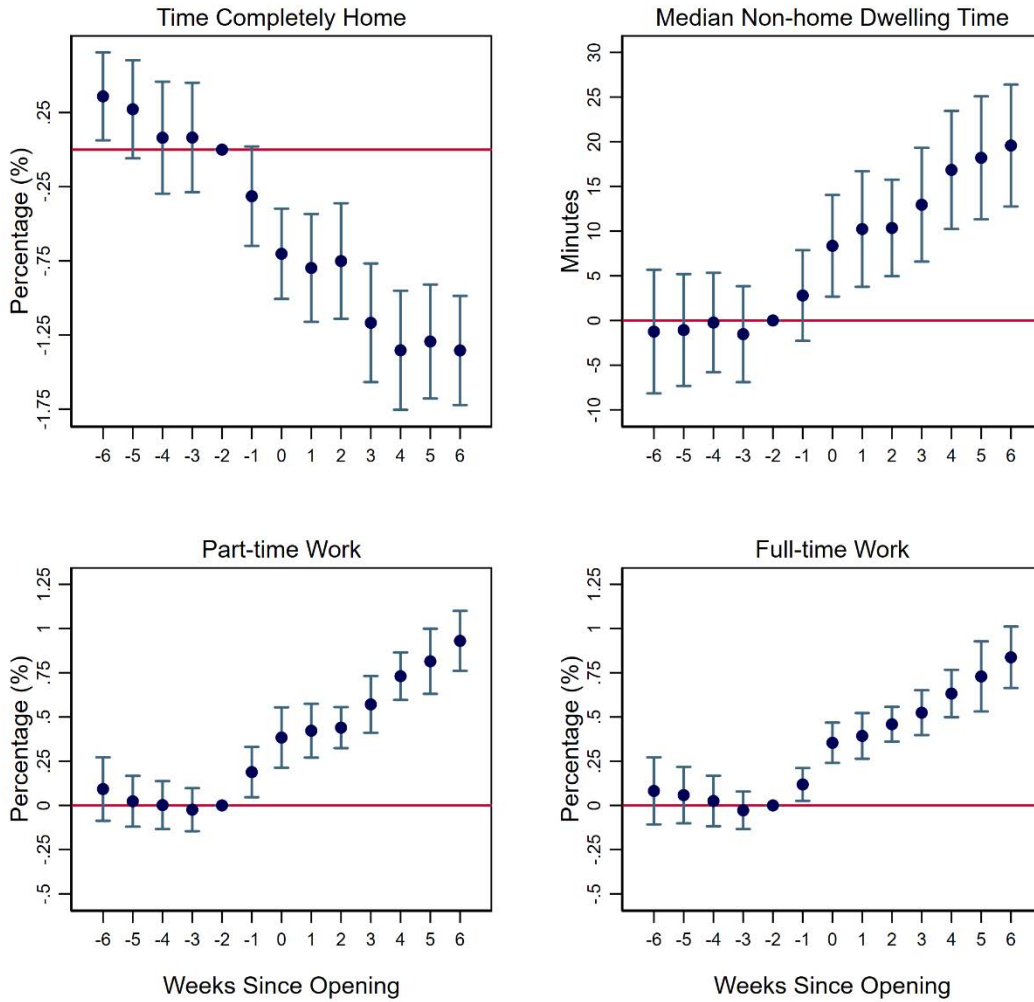 Time Completely Home
Percentage (%)
.25
-.25
-.75
-1.25
-1.75
-6 -5 -4 -3 -2 -1 0 1 2 3 4 5 6
Median Non-home Dwelling Time
Minutes
30
25
20
15
10
5
0
-5
-10
-6 -5 -4 -3 -2 -1 0 1 2 3 4 5 6
Part-time Work
Percentage (%)
1.25
1
.75
.5
.25
0
-.25
-.5
-6 -5 -4 -3 -2 -1 0 1 2 3 4 5 6
Weeks Since Opening
Full-time Work
Percentage (%)
1.25
1
.75
.5
.25
0
-.25
-.5
-6 -5 -4 -3 -2 -1 0 1 2 3 4 5 6
Weeks Since Opening